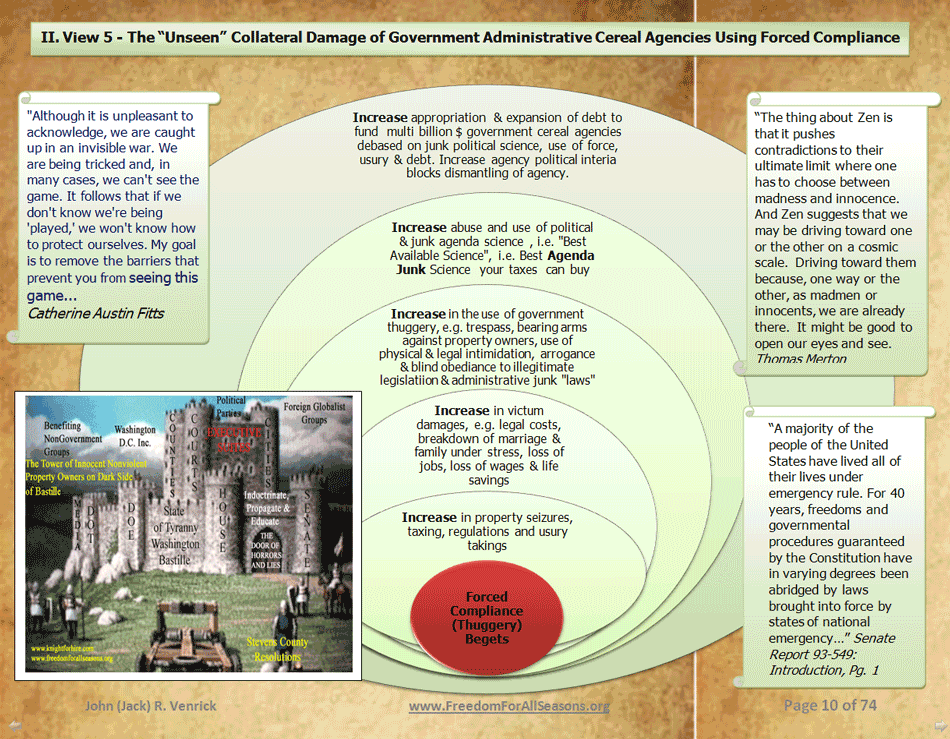 II. View 5 - The “Unseen” Collateral Damage of Government Administrative Cereal Agencies Using Forced Compliance
"Although it is unpleasant to
acknowledge, we are caught
up in an invisible war. We
are being tricked and, in
many cases, we can't see the
game. It follows that if we
don't know we're being
'played,' we won't know how
to protect ourselves. My goal
is to remove the barriers that
prevent you from seeing this
game...
Catherine Austin Fitts
Increase appropriation & expansion of debt to
fund multi billion $ government cereal agencies
debased on junk political science, use of force,
usury & debt. Increase agency political interia
blocks dismantling of agency.
Increase abuse and use of political
& junk agenda science , i.e. "Best
Available Science", i.e. Best Agenda
Junk Science your taxes can buy
Increase in the use of government
thuggery, e.g. trespass, bearing arms
against property owners, use of
physical & legal intimidation, arrogance
& blind obediance to illegitimate
legislatiion & administrative junk "laws"
Increase in victum
damages, e.g. legal costs,
breakdown of marriage &
family under stress, loss of
jobs, loss of wages & life
savings
Increase in property seizures,
taxing, regulations and usury
takings
Forced
Compliance
(Thuggery)
Begets
“The thing about Zen is
that it pushes
contradictions to their
ultimate limit where one
has to choose between
madness and innocence.
And Zen suggests that we
may be driving toward one
or the other on a cosmic
scale. Driving toward them
because, one way or the
other, as madmen or
innocents, we are already
there. It might be good to
open our eyes and see.
Thomas Merton
“A majority of the
people of the United
States have lived all of
their lives under
emergency rule. For 40
years, freedoms and
governmental
procedures guaranteed
by the Constitution have
in varying degrees been
abridged by laws
brought into force by
states of national
emergency...” Senate
Report 93-549:
Introduction, Pg. 1
Benefiting
NonGovernment
Groups
Washington
D.C. Inc.
Political
Parties
Foreign Globalist
Groups
The Tower of Innocent Nonviolent
Property Owners on Dark Side
of Bastille
COUNTIES
COURTS
EXECUTIVE
CITIES
MEDIA
DOT
DOE
State
of Tyranny
Washington
Bastille
HOUSE
Indoctrinate,
Propagate &
Educate
THE
DOOR OF
HORRORS
AND LIES
SENATE
Stevens County
Resolutions
www.knightforhire.com
www.freedomforallseasons.org
John (Jack) R. Venrick
www.FreedomForAllSeasons.org
Page 10 of 74